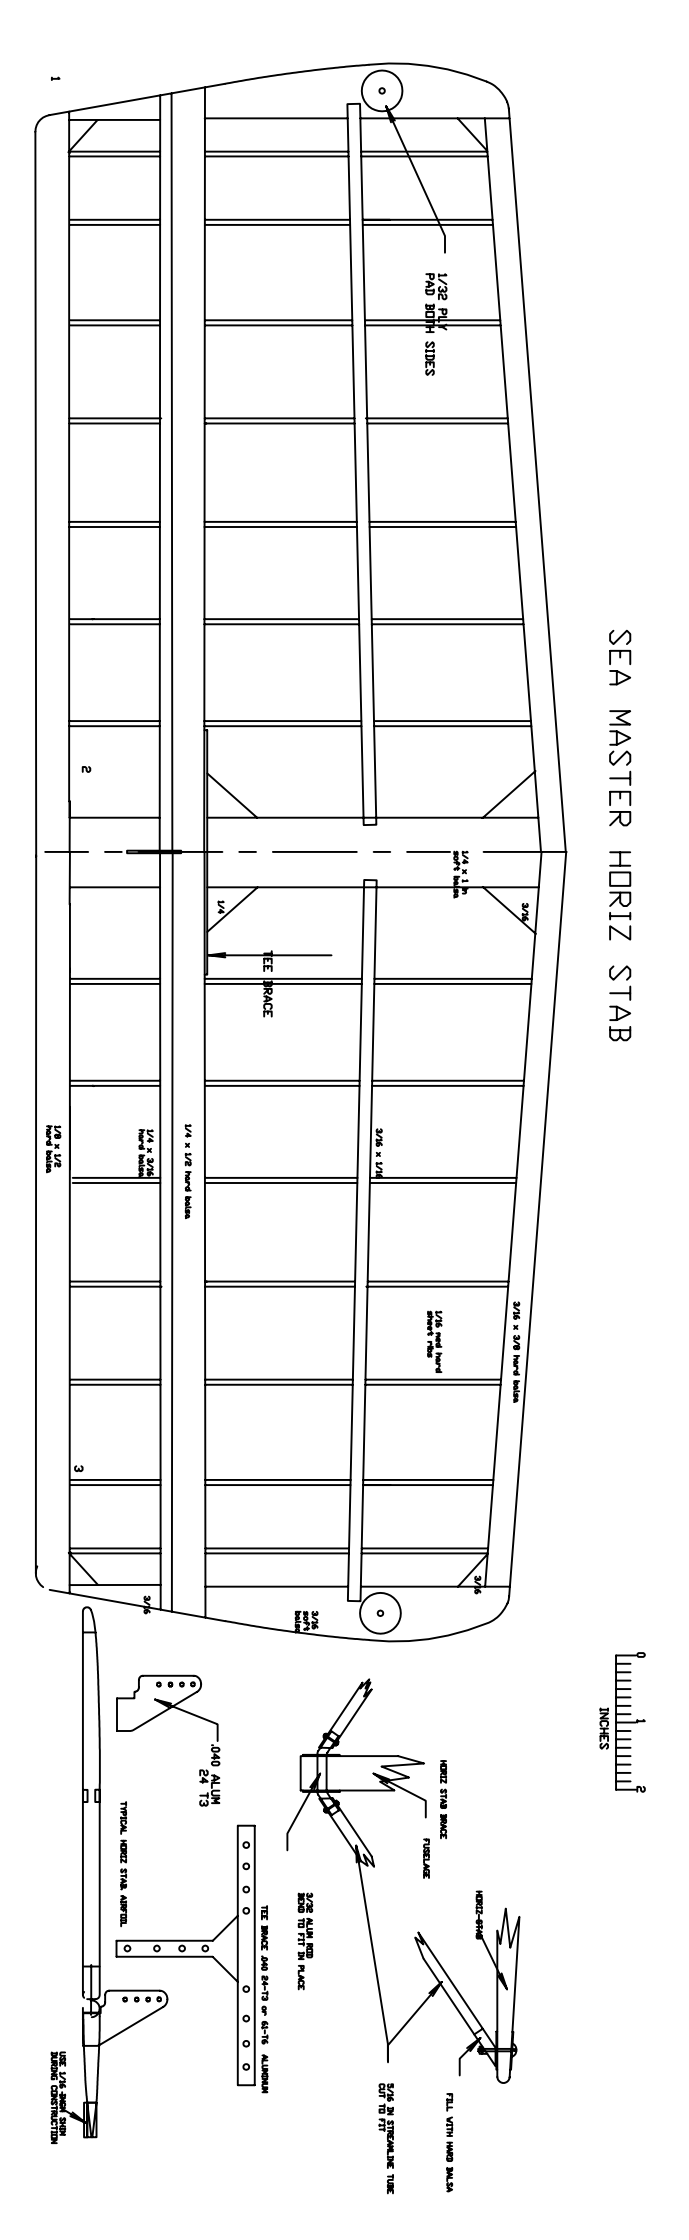 SEA MASTER HORIZ STAB
1
1/32 PLY
PAD BOTH SIDES
2
1/4 x 1 in
soft balsa
3/16
1/4
TEE BRACE
1/8 x 1/2
hard balsa
1/4 x 3/16
hard balsa
1/4 x 1/2 hard balsa
3/16 x 1/16
1/16 med hard
sheet ribs
3/16 x 3/8 hard balsa
3
3/16
3/16
soft
balsa
3/16
0
1
2
INCHES
.040 ALUM
24 T3
TYPICAL HORIZ STAB. AIRFOIL
HORIZ STAB BRACE
FUSELAGE
3/32 ALUM ROD
BEND TO FIT IN PLACE
TEE BRACE .040 24-T3 or 61-T6 ALUMINUM
HORIZ-STAB
FILL WITH HARD BALSA
5/16 IN STREAMLINE TUBE
CUT TO FIT
DURING CONSTRUCTION